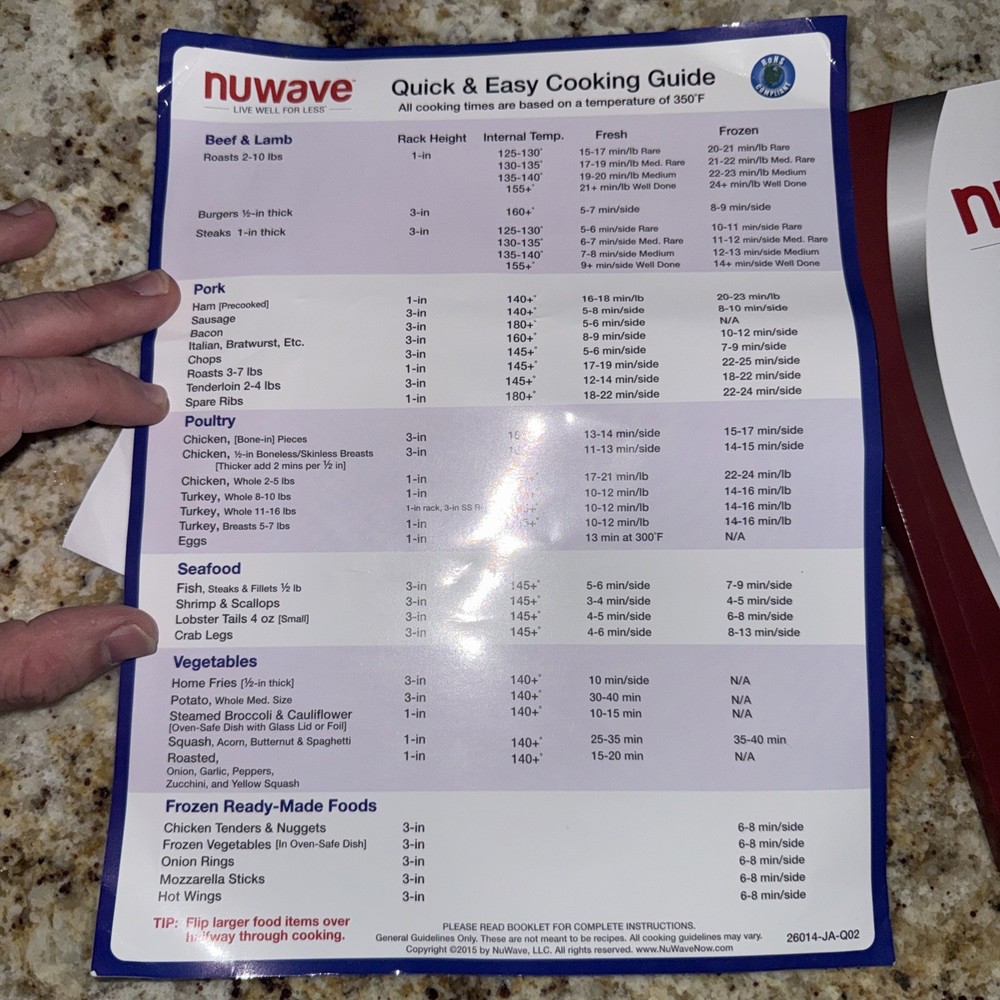 nuwave™
LIVE WELL FOR LESS
Quick & Easy Cooking Guide
All cooking times are based on a temperature of 350°F
RoHS COMPLIANT
Beef & Lamb Rack Height Internal Temp. Fresh Frozen
Roasts 2-10 lbs 1-in 125-130° 15-17 min/lb Rare 20-21 min/lb Rare
130-135° 17-19 min/lb Med. Rare 21-22 min/lb Med. Rare
135-140° 19-20 min/lb Medium 22-23 min/lb Medium
155+° 21+ min/lb Well Done 24+ min/lb Well Done
Burgers ½-in thick 3-in 160+° 5-7 min/side 8-9 min/side
Steaks 1-in thick 3-in 125-130° 5-6 min/side Rare 10-11 min/side Rare
130-135° 6-7 min/side Med. Rare 11-12 min/side Med. Rare
135-140° 7-8 min/side Medium 12-13 min/side Medium
155+° 9+ min/side Well Done 14+ min/side Well Done
Pork
Ham [Precooked] 1-in 140+° 16-18 min/lb 20-23 min/lb
Sausage 3-in 140+° 5-8 min/side 8-10 min/side
Bacon 3-in 180+° 5-6 min/side N/A
Italian, Bratwurst, Etc. 3-in 160+° 8-9 min/side 10-12 min/side
Chops 3-in 145+° 5-6 min/side 7-9 min/side
Roasts 3-7 lbs 1-in 145+° 17-19 min/side 22-25 min/side
Tenderloin 2-4 lbs 3-in 145+° 12-14 min/side 18-22 min/side
Spare Ribs 1-in 180+° 18-22 min/side 22-24 min/side
Poultry
Chicken, [Bone-in] Pieces 3-in 13-14 min/side 15-17 min/side
Chicken, ½-in Boneless/Skinless Breasts 3-in 11-13 min/side 14-15 min/side
[Thicker add 2 mins per ½ in]
Chicken, Whole 2-5 lbs 1-in 17-21 min/lb 22-24 min/lb
Turkey, Whole 8-10 lbs 1-in 10-12 min/lb 14-16 min/lb
Turkey, Whole 11-16 lbs 1-in rack, 3-in SS 10-12 min/lb 14-16 min/lb
Turkey, Breasts 5-7 lbs 1-in 10-12 min/lb 14-16 min/lb
Eggs 1-in 13 min at 300°F N/A
Seafood
Fish, Steaks & Fillets ½ lb 3-in 145+° 5-6 min/side 7-9 min/side
Shrimp & Scallops 3-in 145+° 3-4 min/side 4-5 min/side
Lobster Tails 4 oz [Small] 3-in 145+° 4-5 min/side 6-8 min/side
Crab Legs 3-in 145+° 4-6 min/side 8-13 min/side
Vegetables
Home Fries [½-in thick] 3-in 140+° 10 min/side N/A
Potato, Whole Med. Size 3-in 140+° 30-40 min N/A
Steamed Broccoli & Cauliflower 1-in 140+° 10-15 min N/A
[Oven-Safe Dish with Glass Lid or Foil]
Squash, Acorn, Butternut & Spaghetti 1-in 140+° 25-35 min 35-40 min
Roasted, 1-in 140+° 15-20 min N/A
Onion, Garlic, Peppers,
Zucchini, and Yellow Squash
Frozen Ready-Made Foods
Chicken Tenders & Nuggets 3-in 6-8 min/side
Frozen Vegetables [In Oven-Safe Dish] 3-in 6-8 min/side
Onion Rings 3-in 6-8 min/side
Mozzarella Sticks 3-in 6-8 min/side
Hot Wings 3-in 6-8 min/side
TIP: Flip larger food items over
halfway through cooking.
PLEASE READ BOOKLET FOR COMPLETE INSTRUCTIONS.
General Guidelines Only. These are not meant to be recipes. All cooking guidelines may vary.
Copyright ©2015 by NuWave, LLC. All rights reserved. www.NuWaveNow.com
26014-JA-Q02